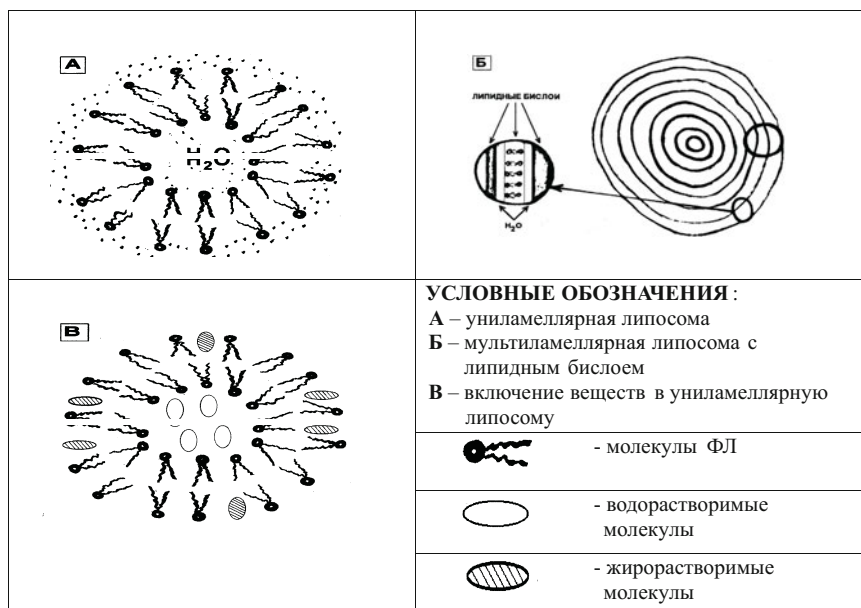 А
H₂O
Б
ЛИПИДНЫЕ БИСЛОИ
H₂O
В
УСЛОВНЫЕ ОБОЗНАЧЕНИЯ :
А – униламеллярная липосома
Б – мультиламеллярная липосома с
липидным бислоем
В – включение веществ в униламеллярную
липосому
- молекулы ФЛ
- водорастворимые
молекулы
- жирорастворимые
молекулы